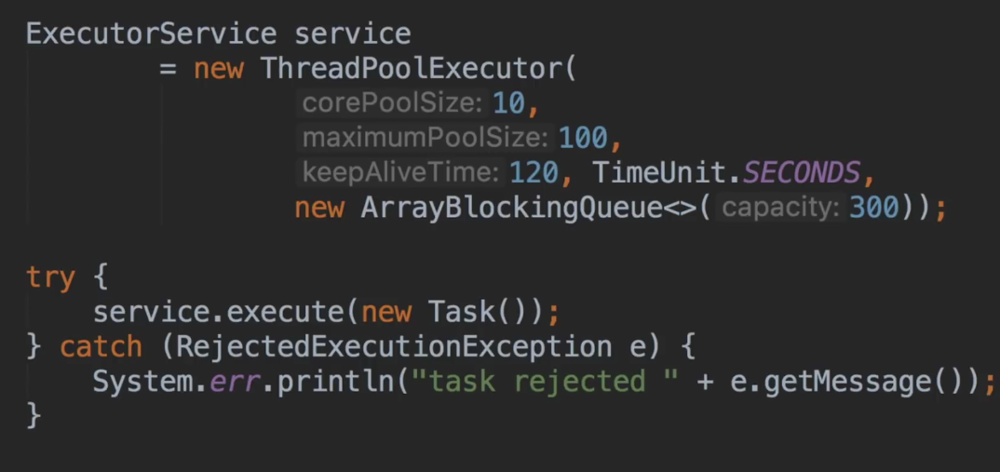 ExecutorService service
= new ThreadPoolExecutor(
corePoolSize: 10,
maximumPoolSize: 100,
keepAliveTime: 120, TimeUnit.SECONDS,
new ArrayBlockingQueue<>( capacity: 300));
try {
service.execute(new Task());
} catch (RejectedExecutionException e) {
System.err.println("task rejected " + e.getMessage());
}